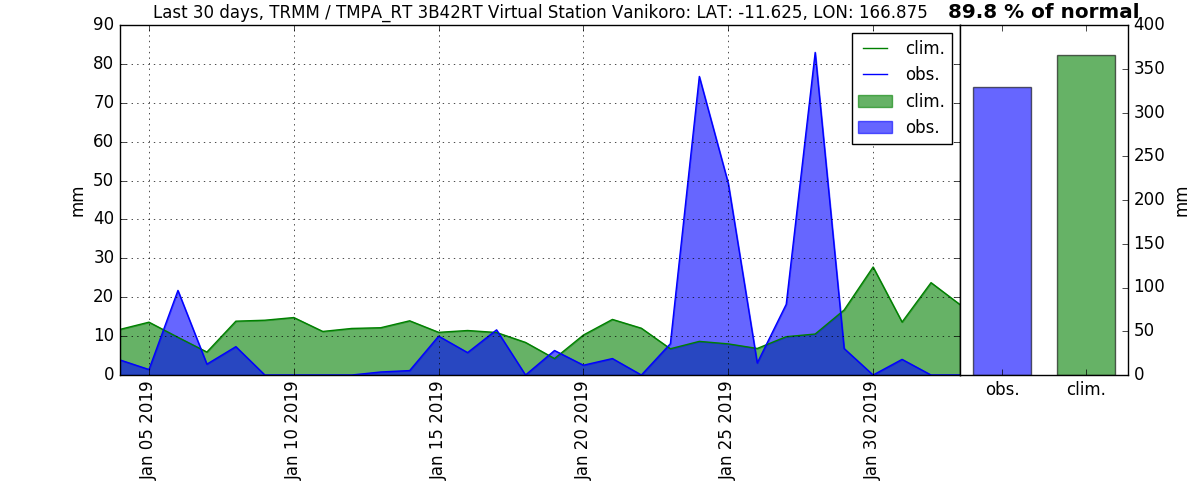 Last 30 days, TRMM / TMPA_RT 3B42RT Virtual Station Vanikoro: LAT: -11.625, LON: 166.875
89.8 % of normal
90
80
70
60
50
40
30
20
10
0
mm
clim.
obs.
clim.
obs.
Jan 05 2019
Jan 10 2019
Jan 15 2019
Jan 20 2019
Jan 25 2019
Jan 30 2019
400
350
300
250
200
150
100
50
0
mm
obs.
clim.